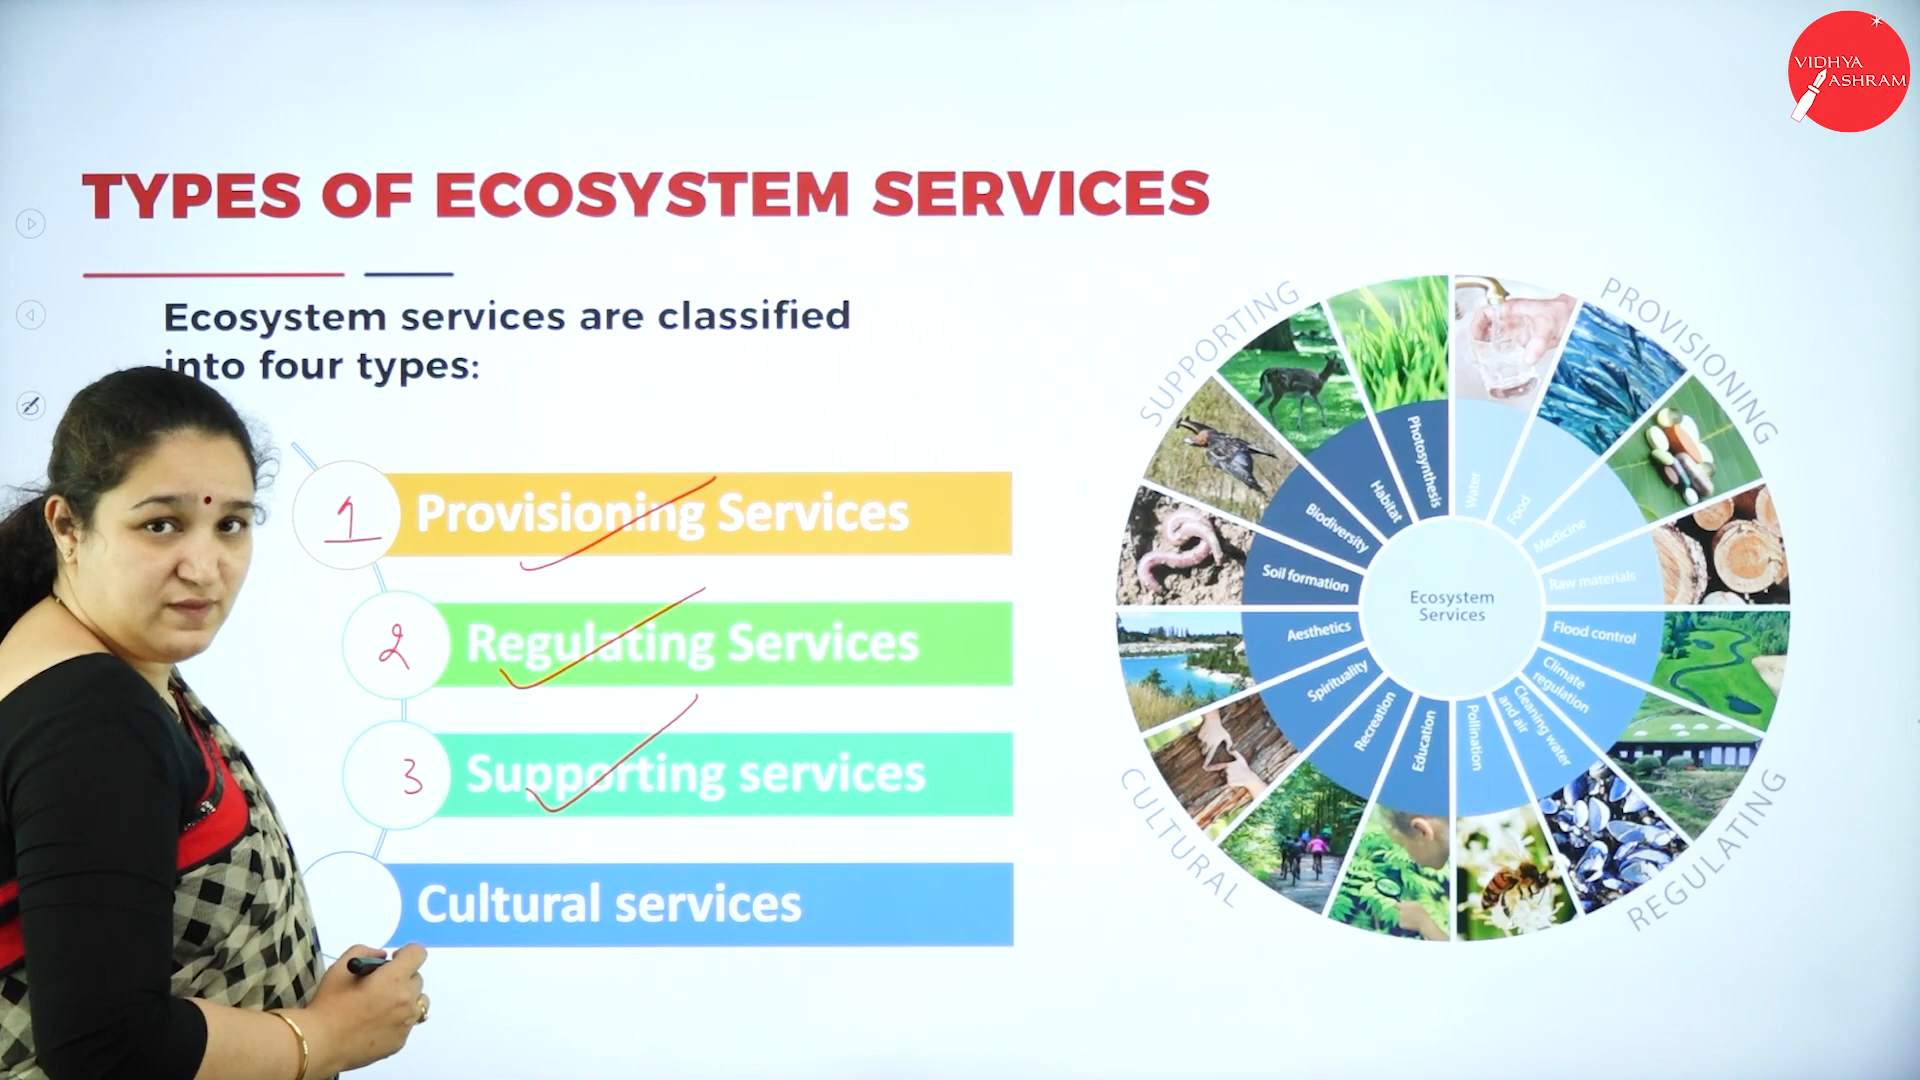 VIDHYA
ASHRAM
TYPES OF ECOSYSTEM SERVICES
Ecosystem services are classified
into four types:
1 Provisioning Services
2 Regulating Services
3 Supporting services
Cultural services
SUPPORTING
PROVISIONING
CULTURAL
REGULATING
Ecosystem
Services
Photosynthesis
Habitat
Biodiversity
Soil formation
Water
Food
Medicine
Raw materials
Flood control
Climate
regulation
Cleaning water
and air
Pollination
Education
Recreation
Spirituality
Aesthetics